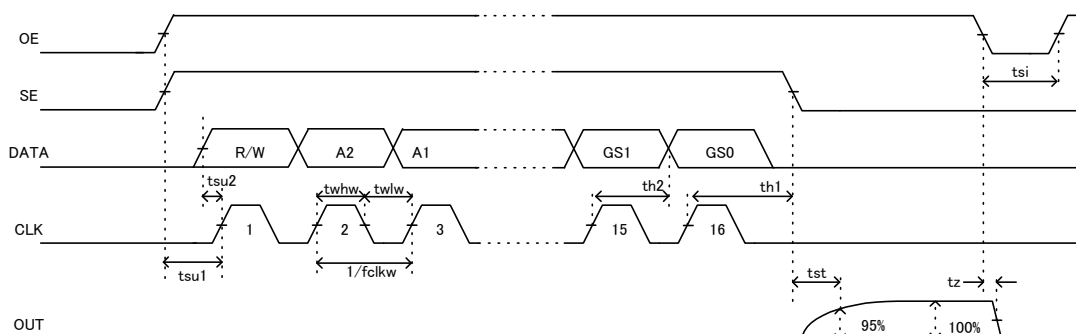 OE
tsi
SE
DATA R/W A2 A1 GS1 GS0
tsu2 twhw twlw th2 th1
CLK 1 2 3 15 16
tsu1 1/fclkw tst tz
OUT 95% 100%